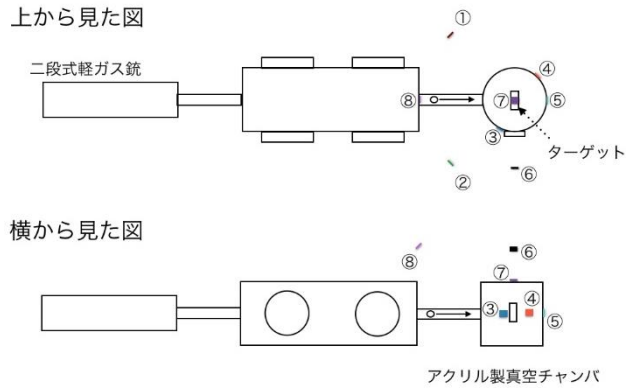 上から見た図
①
二段式軽ガス銃
④
⑧
⑦
⑤
③
ターゲット
②
⑥
横から見た図
⑧
⑥
⑦
③
④
⑤
アクリル製真空チャンバ